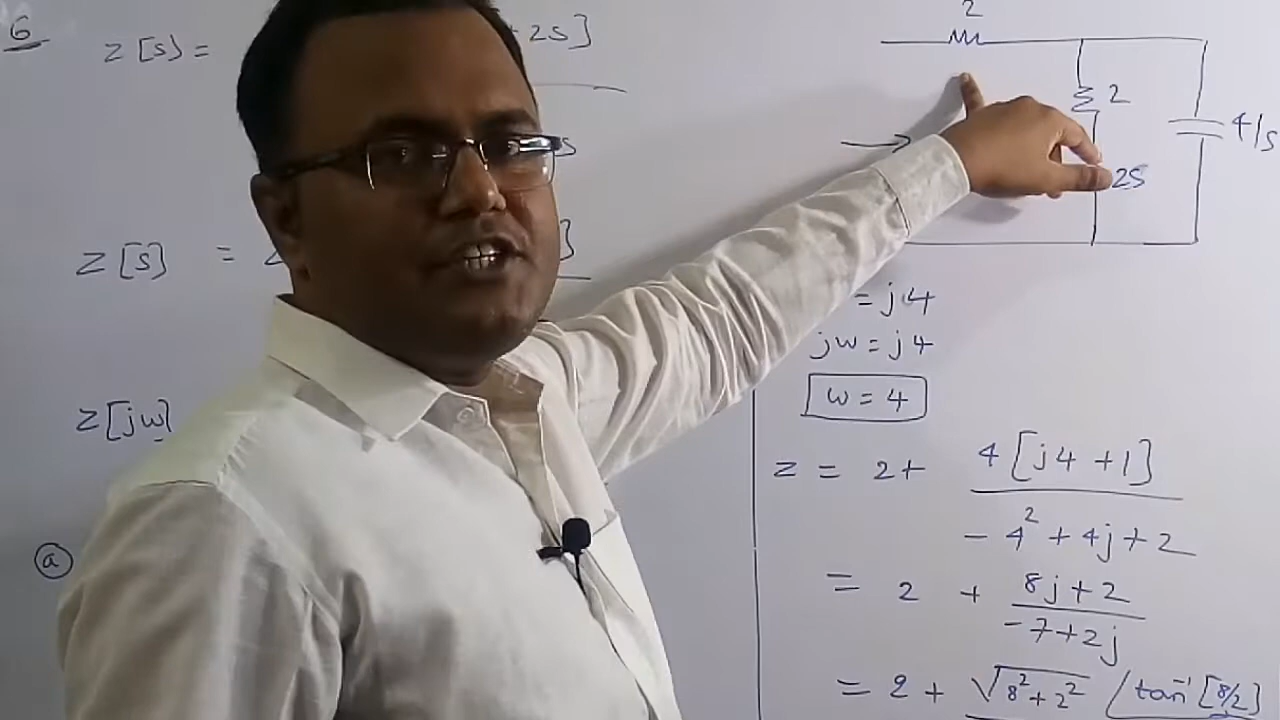 6
Z[s) =
+ 2S]
s
Z[s] =
]
Z[jw)
a
2
2
4/s
2S
= j4
jw = j4
w = 4
Z = 2+ 4[j4 +1]
-4² + 4j + 2
= 2 + 8j+2
-7+2j
= 2 + √8²+2² /tan⁻¹[8/2]